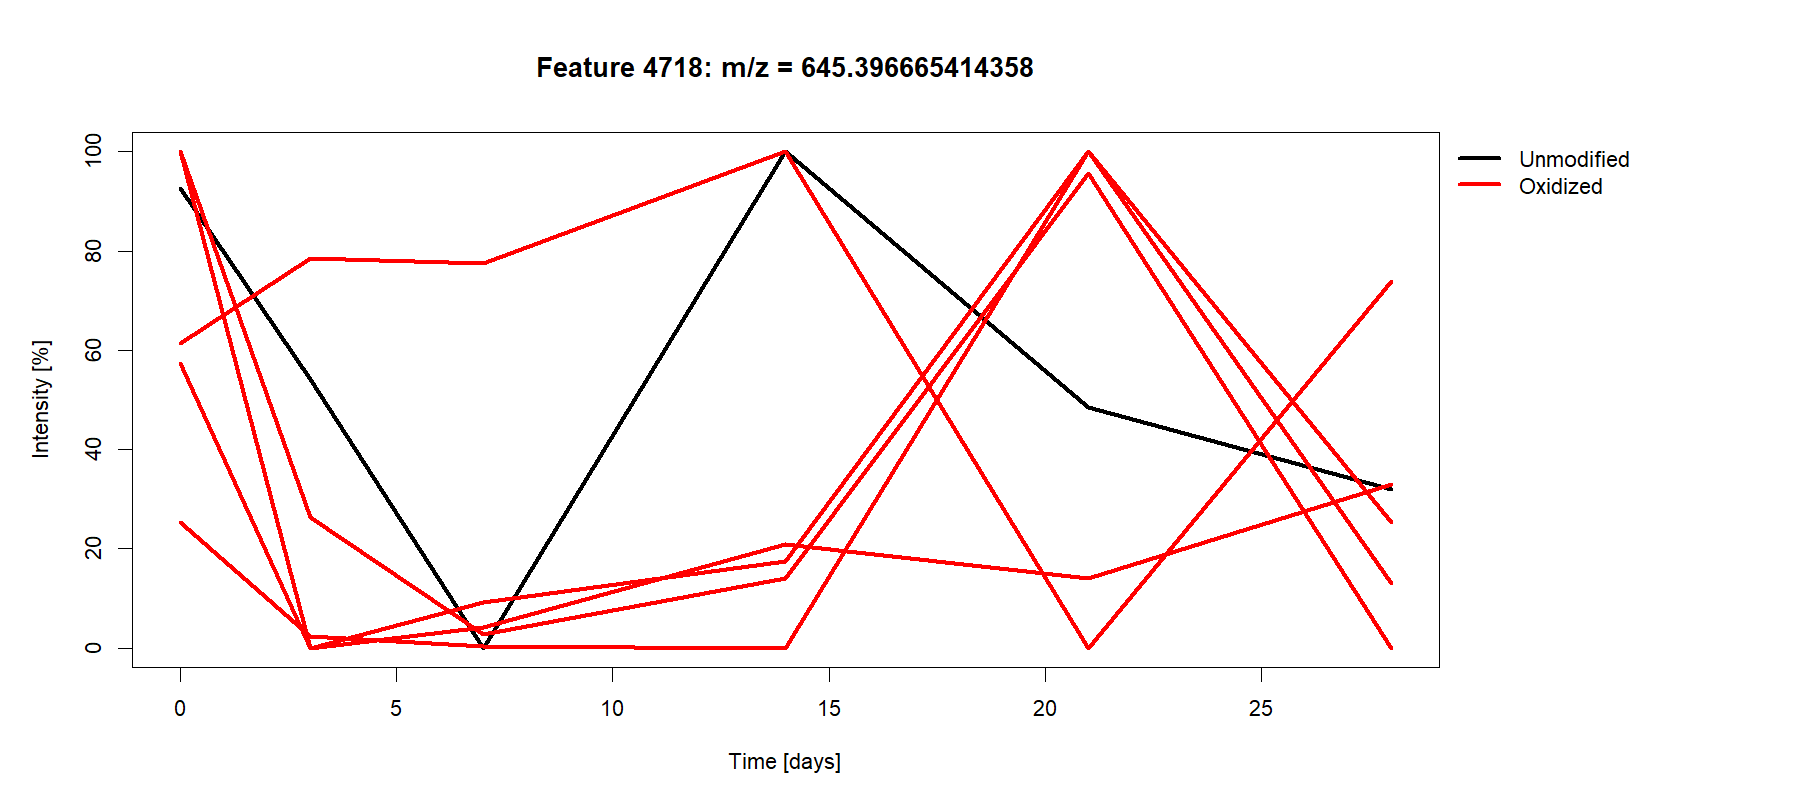 Feature 4718: m/z = 645.396665414358
Unmodified
Oxidized
Intensity [%]
100
80
60
40
20
0
0 5 10 15 20 25
Time [days]